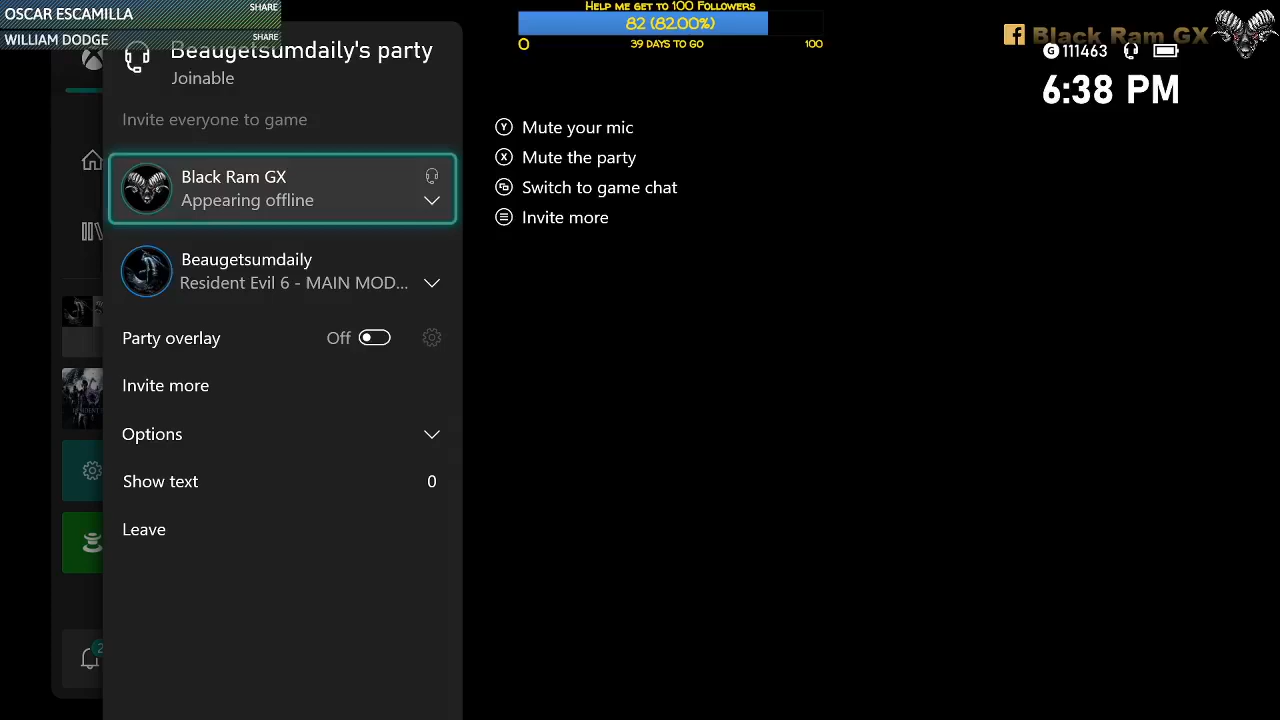 OSCAR ESCAMILLA SHARE
WILLIAM DODGE SHARE
Beaugetsumdaily's party
Joinable
Invite everyone to game
Black Ram GX
Appearing offline
Beaugetsumdaily
Resident Evil 6 - MAIN MOD...
Party overlay Off
Invite more
Options
Show text 0
Leave
2
Help me get to 100 Followers
82 (82.00%)
0 39 DAYS TO GO 100
Y Mute your mic
X Mute the party
Switch to game chat
Invite more
f Black Ram GX
G 111463
6:38 PM